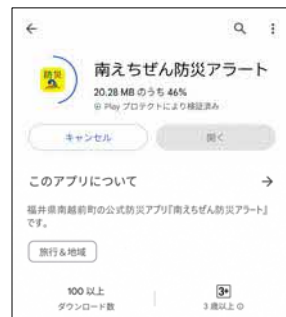 防災
南えちぜん防災アラート
20.28 MB のうち 46%
Play プロテクトにより検証済み
キャンセル
開く
このアプリについて
福井県南越前町の公式防災アプリ『南えちぜん防災アラート』
です。
旅行&地域
100 以上
ダウンロード数
3+
3 歳以上